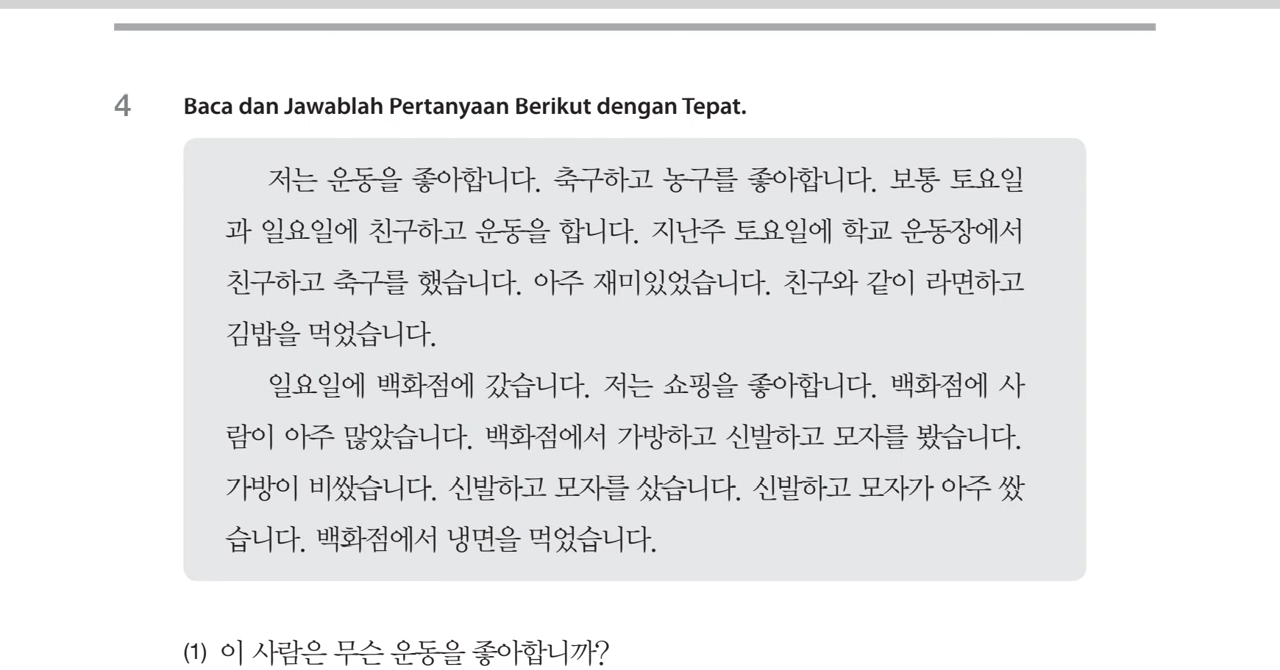 4 Baca dan Jawablah Pertanyaan Berikut dengan Tepat.
저는 운동을 좋아합니다. 축구하고 농구를 좋아합니다. 보통 토요일
과 일요일에 친구하고 운동을 합니다. 지난주 토요일에 학교 운동장에서
친구하고 축구를 했습니다. 아주 재미있었습니다. 친구와 같이 라면하고
김밥을 먹었습니다.
일요일에 백화점에 갔습니다. 저는 쇼핑을 좋아합니다. 백화점에 사
람이 아주 많았습니다. 백화점에서 가방하고 신발하고 모자를 봤습니다.
가방이 비쌌습니다. 신발하고 모자를 샀습니다. 신발하고 모자가 아주 쌌
습니다. 백화점에서 냉면을 먹었습니다.
(1) 이 사람은 무슨 운동을 좋아합니까?